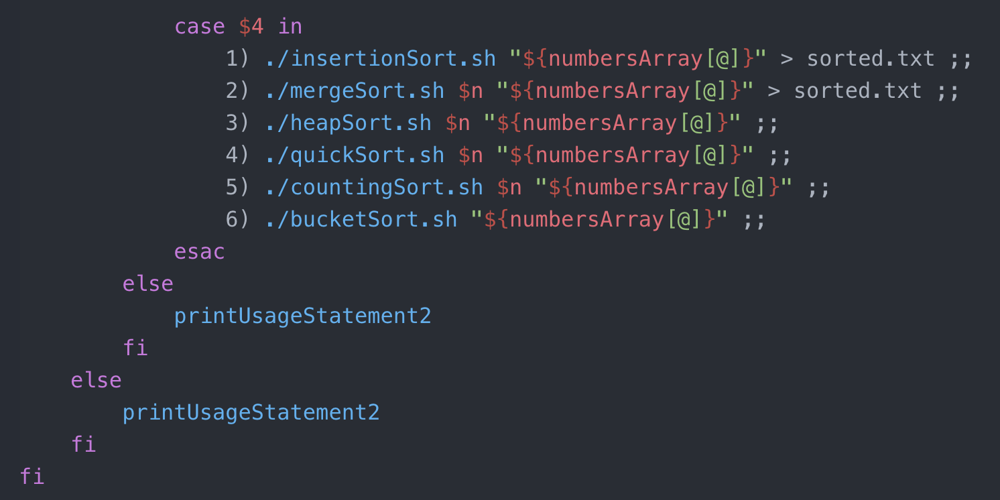 case $4 in
1) ./insertionSort.sh "${numbersArray[@]}" > sorted.txt ;;
2) ./mergeSort.sh $n "${numbersArray[@]}" > sorted.txt ;;
3) ./heapSort.sh $n "${numbersArray[@]}" ;;
4) ./quickSort.sh $n "${numbersArray[@]}" ;;
5) ./countingSort.sh $n "${numbersArray[@]}" ;;
6) ./bucketSort.sh "${numbersArray[@]}" ;;
esac
else
printUsageStatement2
fi
else
printUsageStatement2
fi
fi